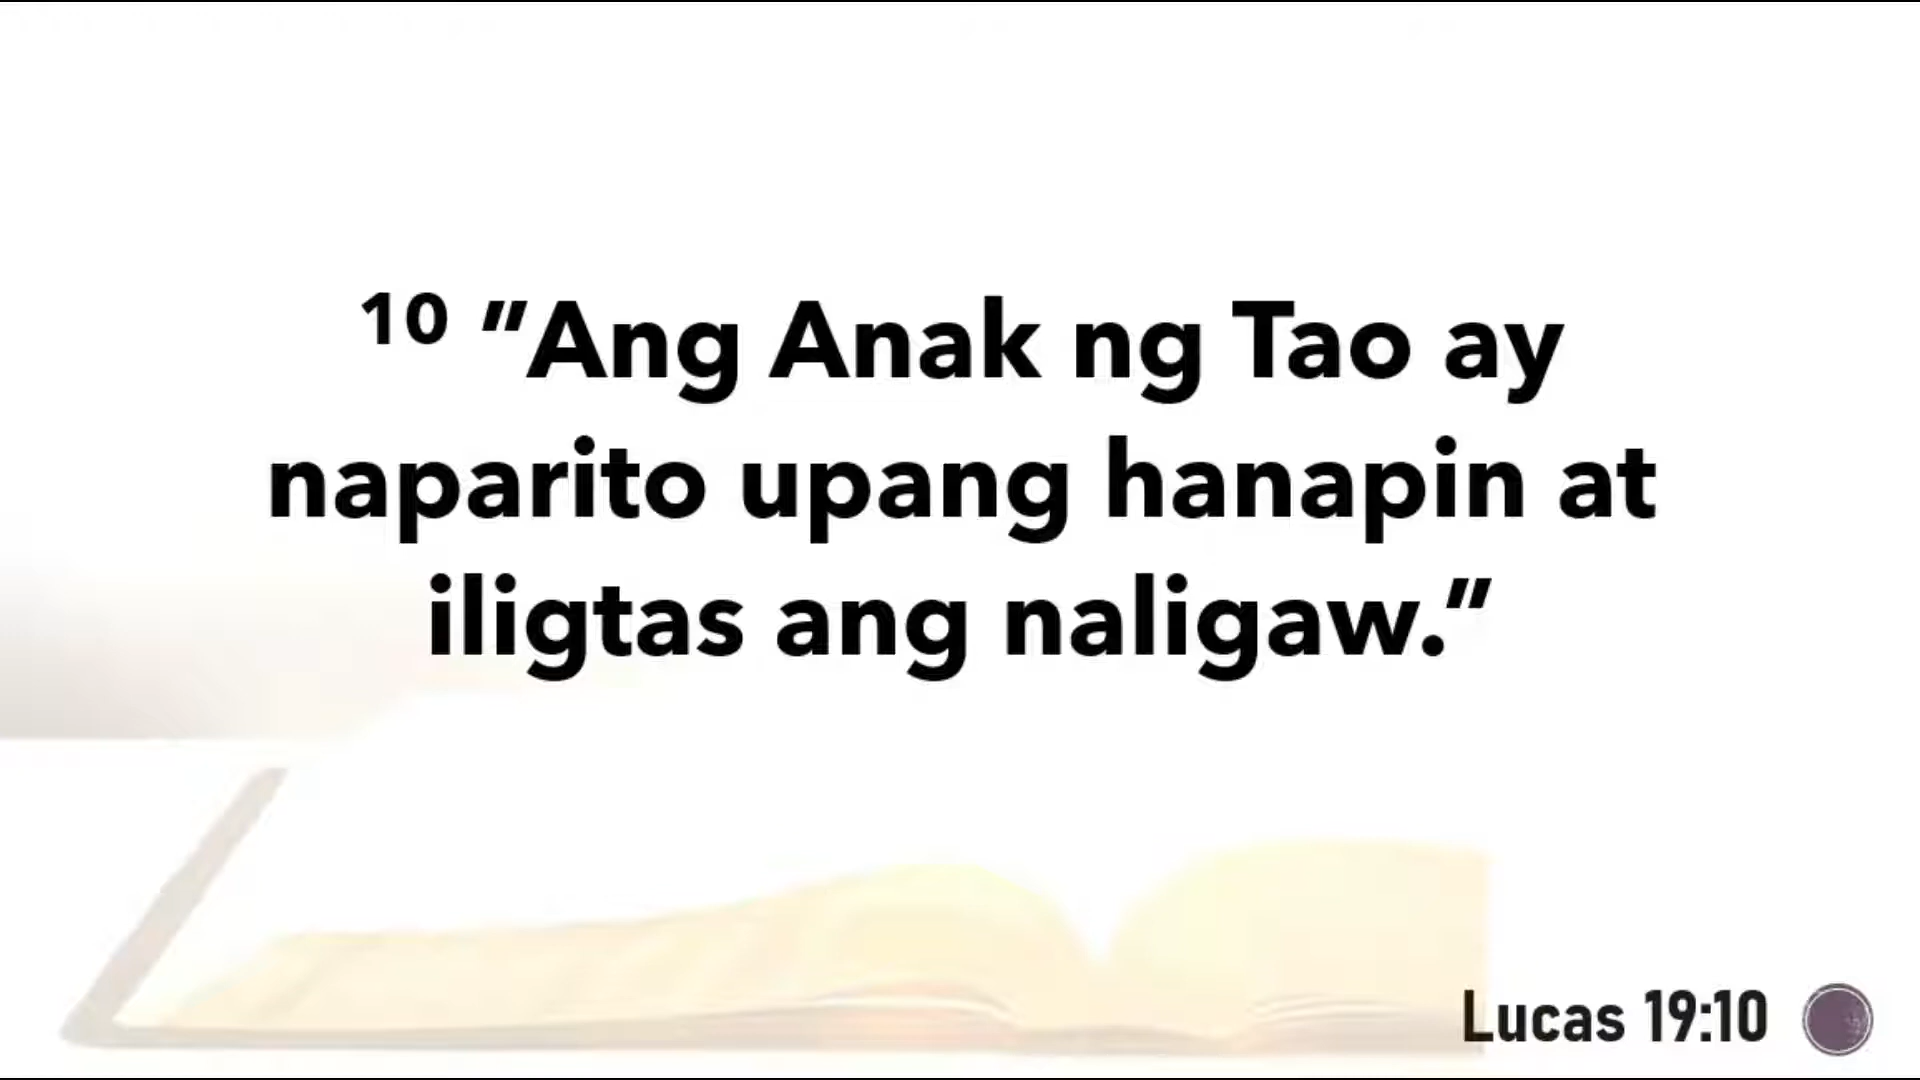 ¹⁰ "Ang Anak ng Tao ay
naparito upang hanapin at
iligtas ang naligaw."
Lucas 19:10